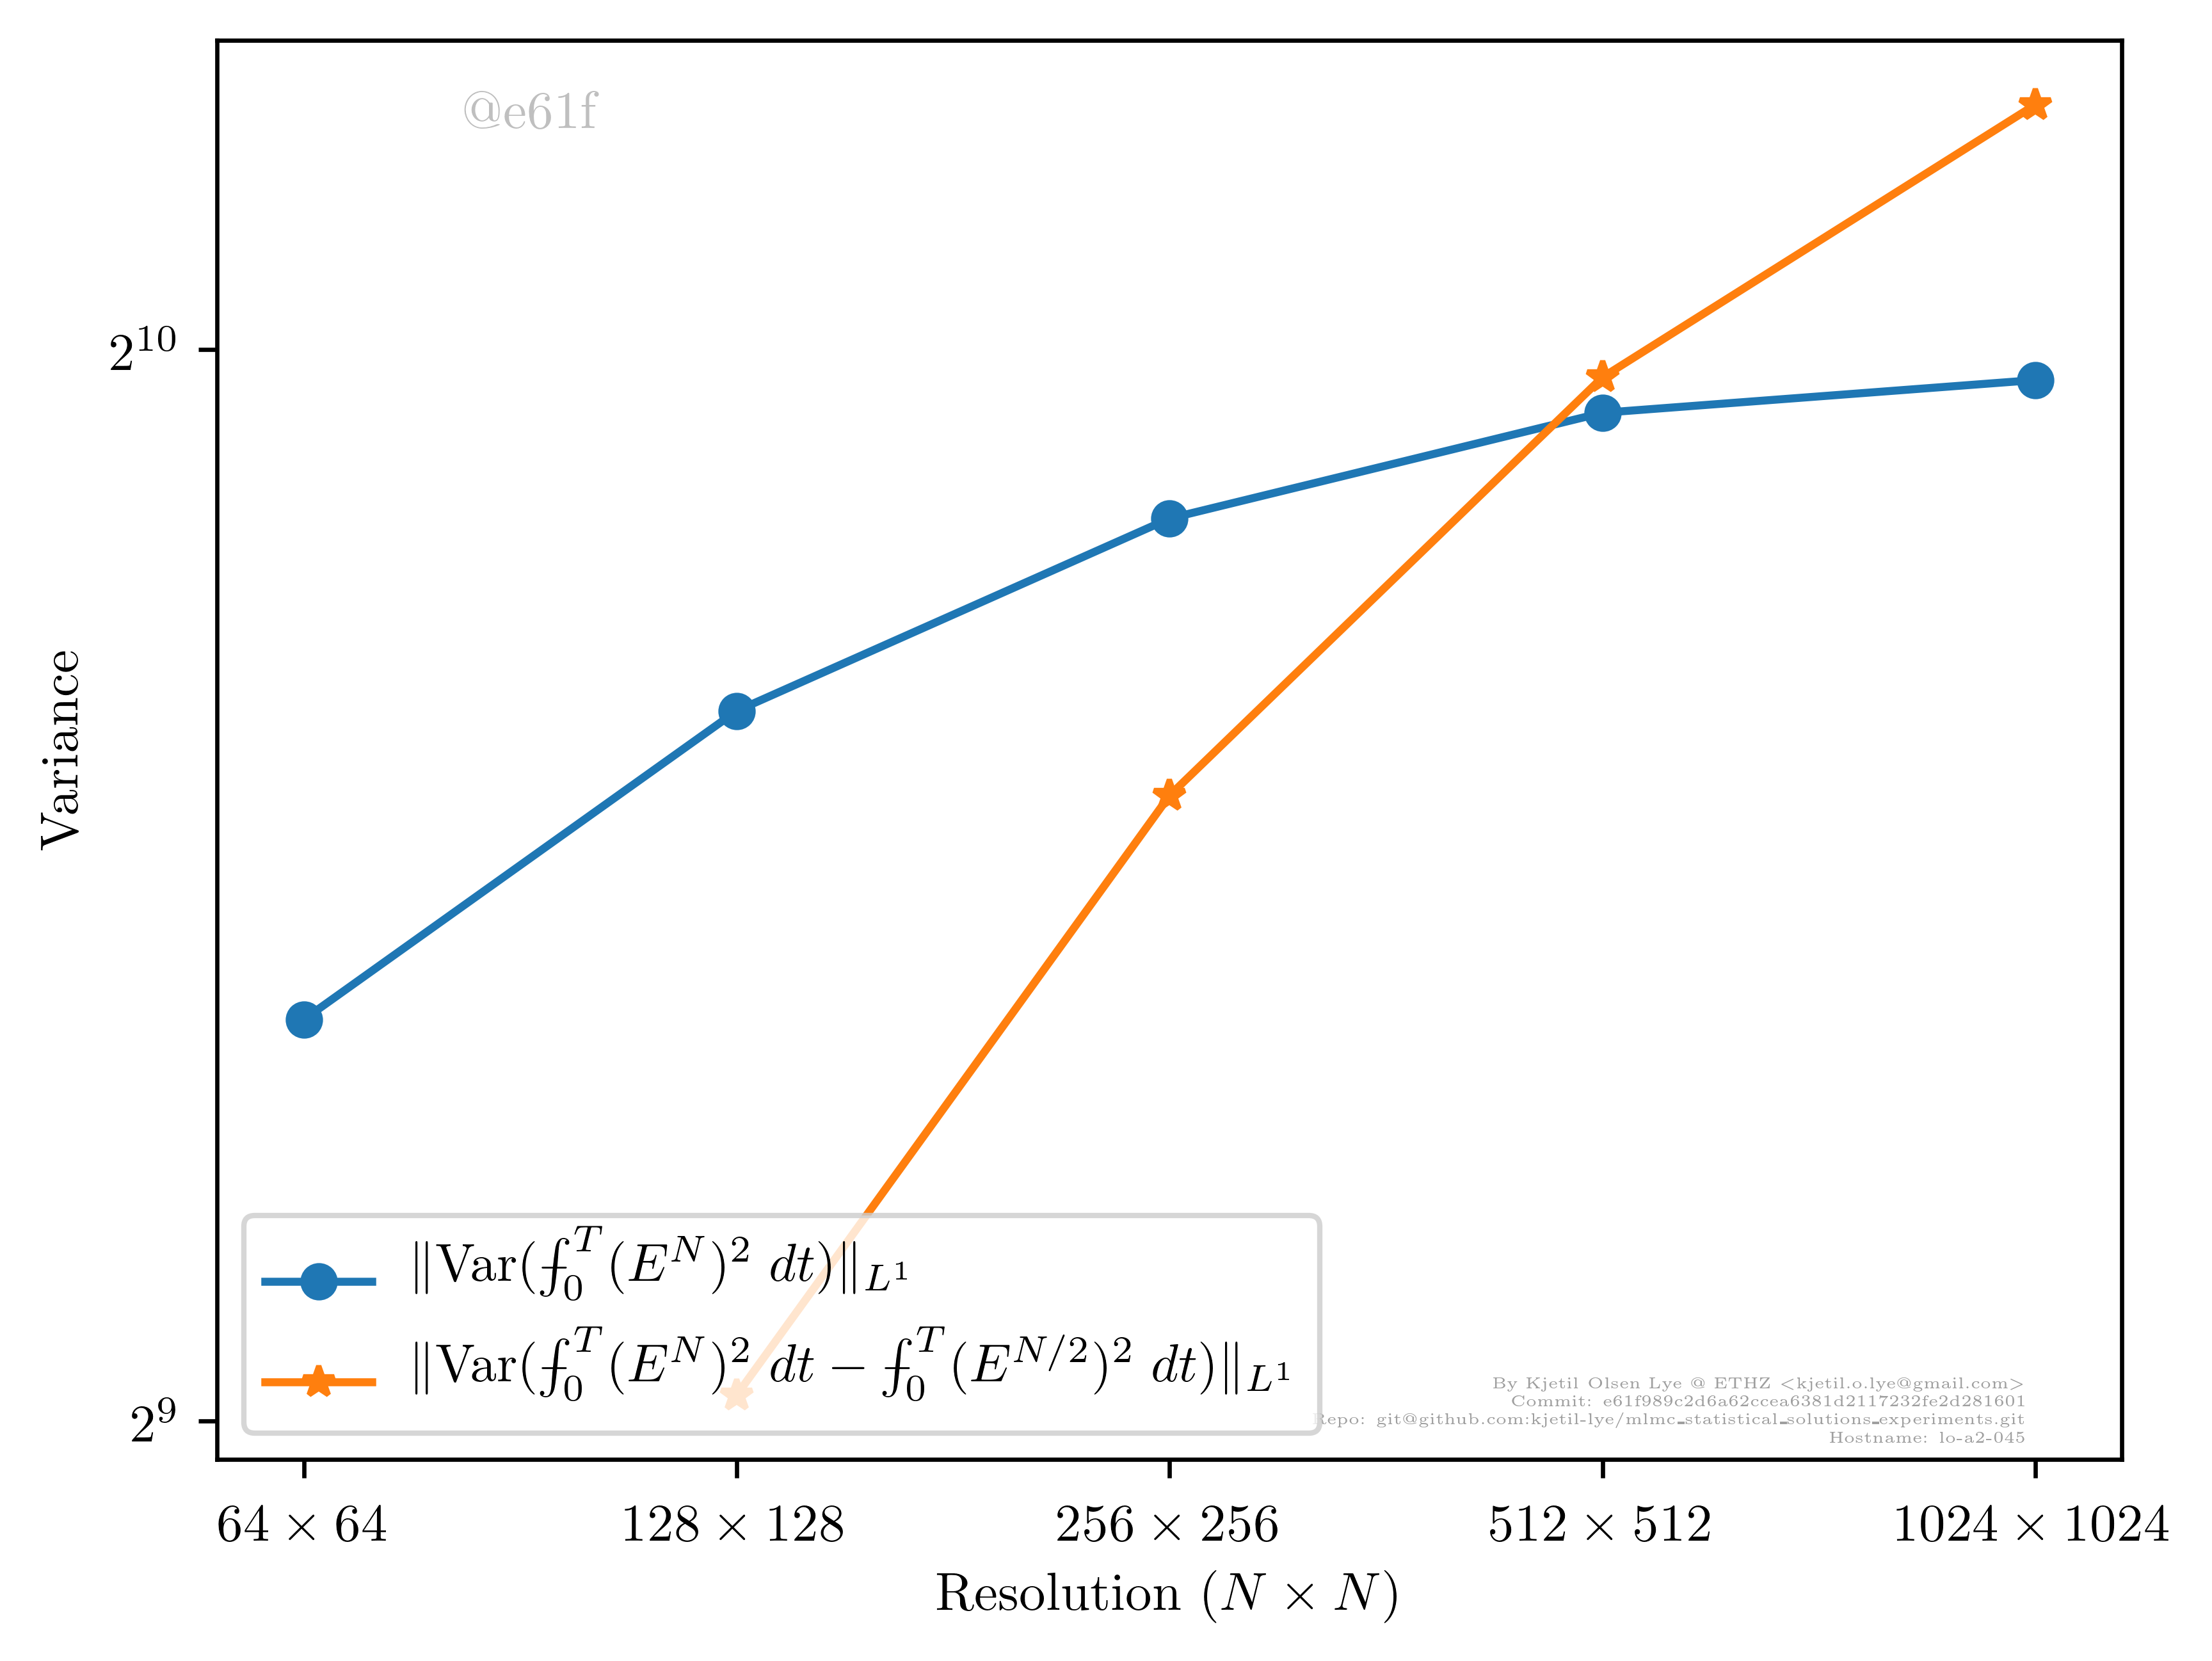 @e61f
2^10
Variance
2^9
‖Var(⨍_0^T (E^N)^2 dt)‖_{L^1}
‖Var(⨍_0^T (E^N)^2 dt − ⨍_0^T (E^{N/2})^2 dt)‖_{L^1}
By Kjetil Olsen Lye @ ETHZ <kjetil.o.lye@gmail.com>
Commit: e61f989c2d6a62ccea6381d2117232fe2d281601
Repo: git@github.com:kjetil-lye/mlmc_statistical_solutions_experiments.git
Hostname: lo-a2-045
64 × 64 128 × 128 256 × 256 512 × 512 1024 × 1024
Resolution (N × N)